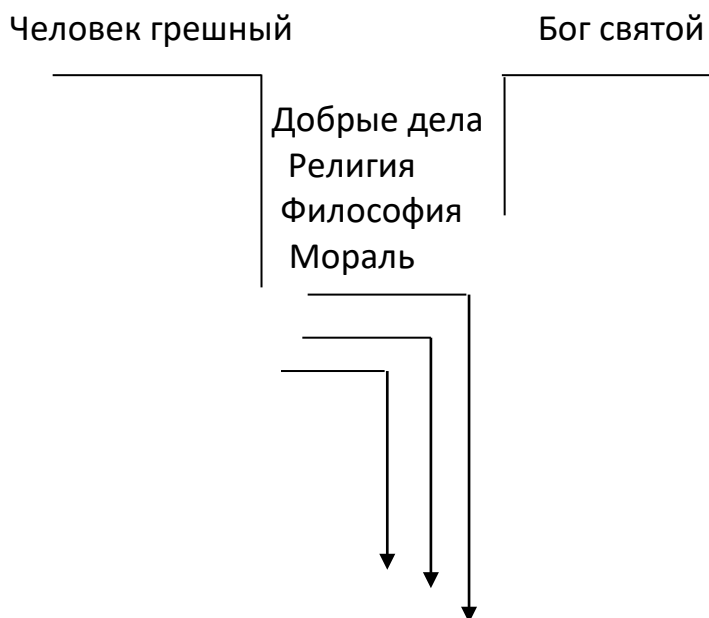 Человек грешный Бог святой
Добрые дела
Религия
Философия
Мораль